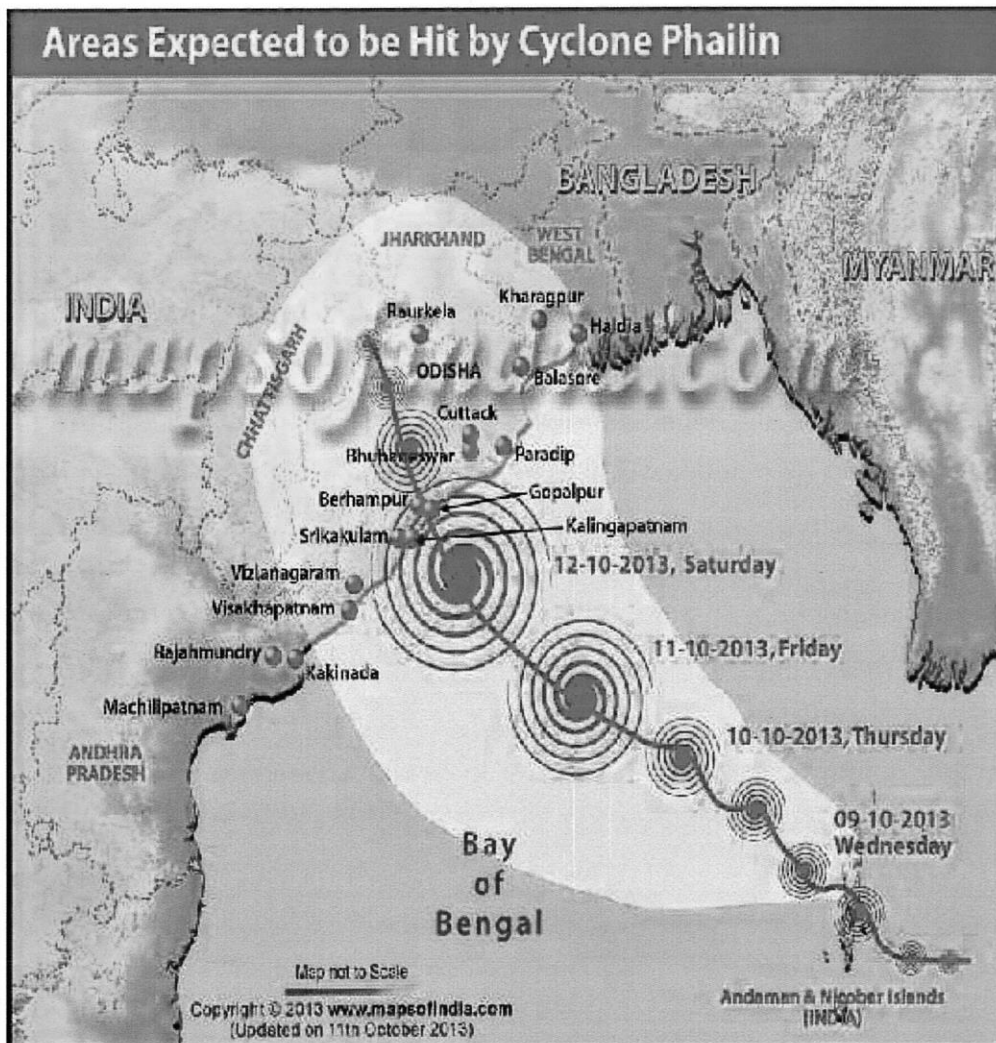 Areas Expected to be Hit by Cyclone Phailin
BANGLADESH
JHARKHAND
WEST
BENGAL
MYANMAR
INDIA
Kharagpur
Raurkela
Haldia
mapsofindia.com
ODISHA
Balasore
CHHATTISGARH
Cuttack
Bhubaneswar
Paradip
Berhampur
Gopalpur
Srikakulam
Kalingapatnam
12-10-2013, Saturday
Vizianagaram
Visakhapatnam
11-10-2013, Friday
Rajahmundry
Kakinada
Machilipatnam
10-10-2013, Thursday
ANDHRA
PRADESH
09-10-2013
Wednesday
Bay
of
Bengal
Map not to Scale
Copyright © 2013 www.mapsofindia.com
(Updated on 11th October 2013)
Andaman & Nicobar Islands
(INDIA)